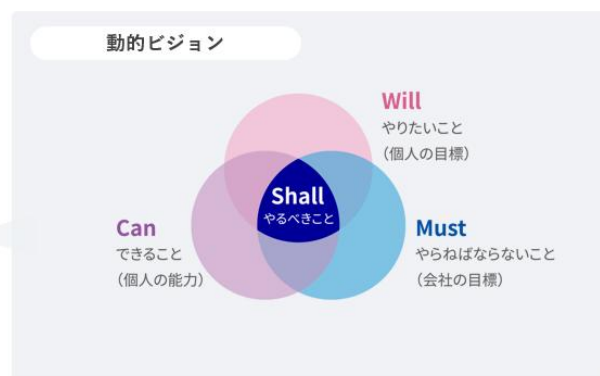 動的ビジョン
Will
やりたいこと
（個人の目標）
Shall
やるべきこと
Can
できること
（個人の能力）
Must
やらねばならないこと
（会社の目標）